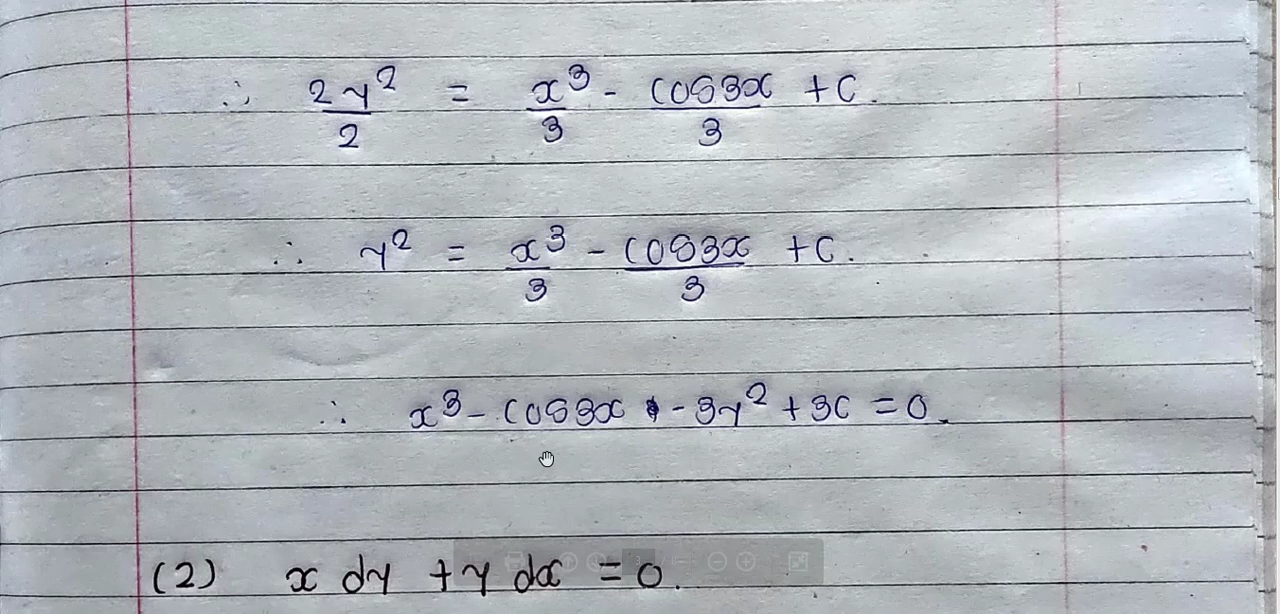 ∴ 2y²/2 = x³/3 - cos3x/3 + c.
∴ y² = x³/3 - cos3x/3 + c.
∴ x³ - cos3x - 3y² + 3c = 0.
(2) x dy + y dx = 0.